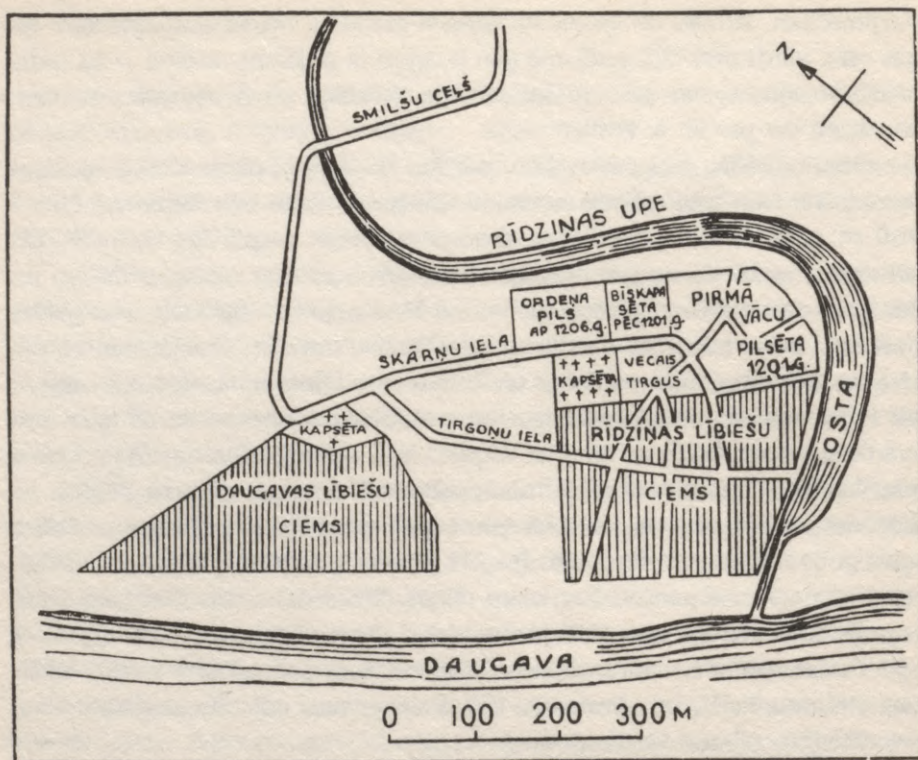 Z
SMILŠU CEĻŠ
RĪDZIŅAS UPE
ORDEŅA
PILS
AP 1206.g.
BĪSKAPA
SĒTA
PĒC 1201.g
PIRMĀ
VĀCU
PILSĒTA
1201.G.
SKĀRŅU IELA
KAPSĒTA
VECAIS
TIRGUS
OSTA
KAPSĒTA
TIRGOŅU IELA
RĪDZIŅAS LĪBIEŠU
CIEMS
DAUGAVAS LĪBIEŠU
CIEMS
DAUGAVA
0 100 200 300 M